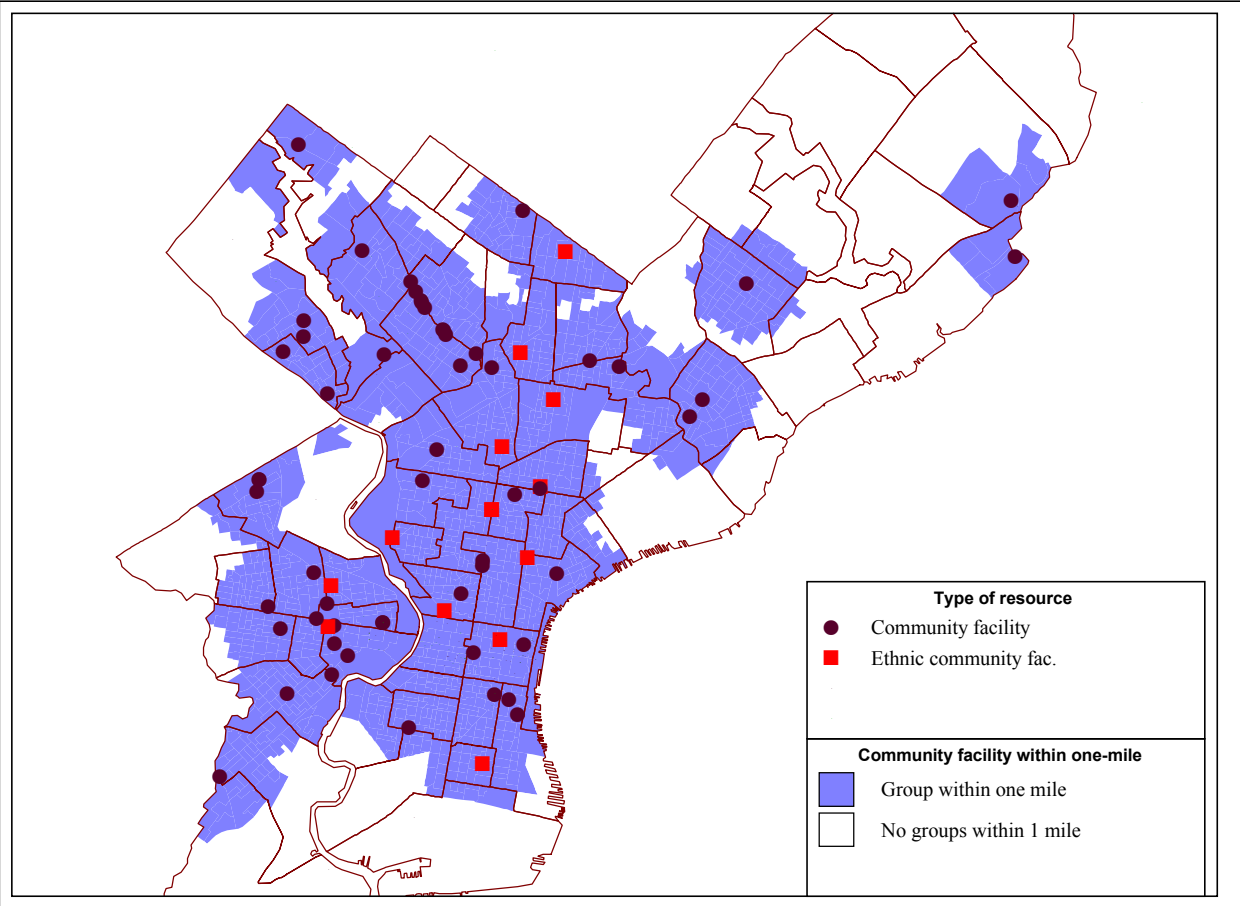 Type of resource
Community facility
Ethnic community fac.
Community facility within one-mile
Group within one mile
No groups within 1 mile